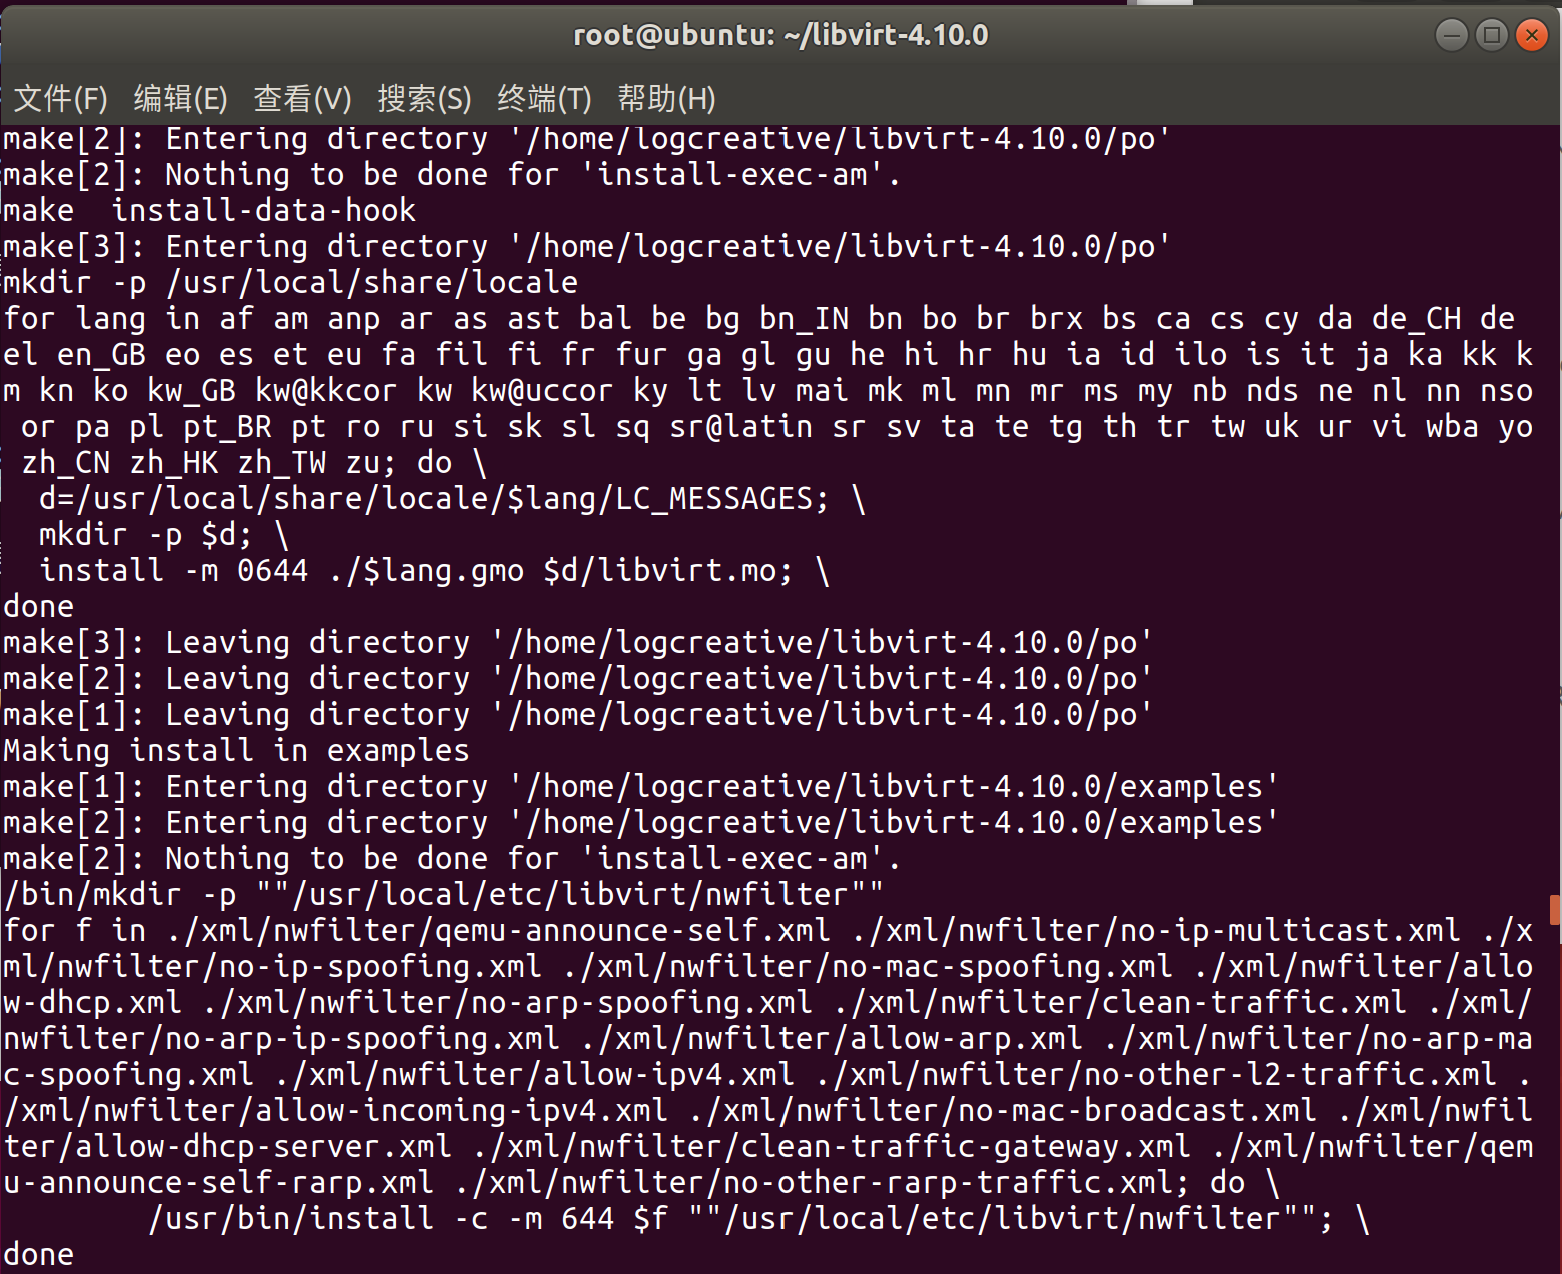 root@ubuntu: ~/libvirt-4.10.0
文件(F) 编辑(E) 查看(V) 搜索(S) 终端(T) 帮助(H)
make[2]: Entering directory '/home/logcreative/libvirt-4.10.0/po'
make[2]: Nothing to be done for 'install-exec-am'.
make  install-data-hook
make[3]: Entering directory '/home/logcreative/libvirt-4.10.0/po'
mkdir -p /usr/local/share/locale
for lang in af am anp ar as ast bal be bg bn_IN bn bo br brx bs ca cs cy da de_CH de
el en_GB eo es et eu fa fil fi fr fur ga gl gu he hi hr hu ia id ilo is it ja ka kk k
m kn ko kw_GB kw@kkcor kw kw@uccor ky lt lv mai mk ml mn mr ms my nb nds ne nl nn nso
 or pa pl pt_BR pt ro ru si sk sl sq sr@latin sr sv ta te tg th tr tw uk ur vi wba yo
 zh_CN zh_HK zh_TW zu; do \
  d=/usr/local/share/locale/$lang/LC_MESSAGES; \
  mkdir -p $d; \
  install -m 0644 ./$lang.gmo $d/libvirt.mo; \
done
make[3]: Leaving directory '/home/logcreative/libvirt-4.10.0/po'
make[2]: Leaving directory '/home/logcreative/libvirt-4.10.0/po'
make[1]: Leaving directory '/home/logcreative/libvirt-4.10.0/po'
Making install in examples
make[1]: Entering directory '/home/logcreative/libvirt-4.10.0/examples'
make[2]: Entering directory '/home/logcreative/libvirt-4.10.0/examples'
make[2]: Nothing to be done for 'install-exec-am'.
/bin/mkdir -p ""/usr/local/etc/libvirt/nwfilter""
for f in ./xml/nwfilter/qemu-announce-self.xml ./xml/nwfilter/no-ip-multicast.xml ./x
ml/nwfilter/no-ip-spoofing.xml ./xml/nwfilter/no-mac-spoofing.xml ./xml/nwfilter/allo
w-dhcp.xml ./xml/nwfilter/no-arp-spoofing.xml ./xml/nwfilter/clean-traffic.xml ./xml/
nwfilter/no-arp-ip-spoofing.xml ./xml/nwfilter/allow-arp.xml ./xml/nwfilter/no-arp-ma
c-spoofing.xml ./xml/nwfilter/allow-ipv4.xml ./xml/nwfilter/no-other-l2-traffic.xml .
/xml/nwfilter/allow-incoming-ipv4.xml ./xml/nwfilter/no-mac-broadcast.xml ./xml/nwfil
ter/allow-dhcp-server.xml ./xml/nwfilter/clean-traffic-gateway.xml ./xml/nwfilter/qem
u-announce-self-rarp.xml ./xml/nwfilter/no-other-rarp-traffic.xml; do \
        /usr/bin/install -c -m 644 $f ""/usr/local/etc/libvirt/nwfilter""; \
done